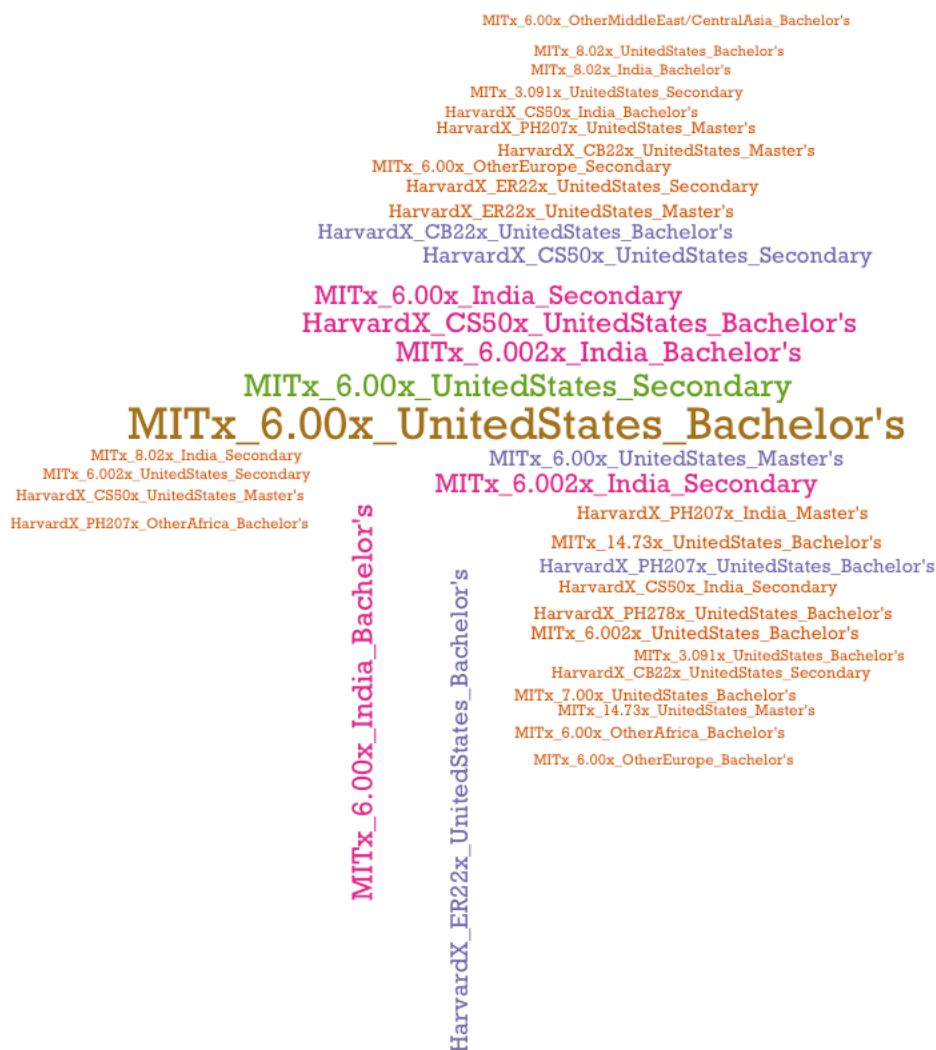 MITx_6.00x_OtherMiddleEast/CentralAsia_Bachelor's
MITx_8.02x_UnitedStates_Bachelor's
MITx_8.02x_India_Bachelor's
MITx_3.091x_UnitedStates_Secondary
HarvardX_CS50x_India_Bachelor's
HarvardX_PH207x_UnitedStates_Master's
HarvardX_CB22x_UnitedStates_Master's
MITx_6.00x_OtherEurope_Secondary
HarvardX_ER22x_UnitedStates_Secondary
HarvardX_ER22x_UnitedStates_Master's
HarvardX_CB22x_UnitedStates_Bachelor's
HarvardX_CS50x_UnitedStates_Secondary
MITx_6.00x_India_Secondary
HarvardX_CS50x_UnitedStates_Bachelor's
MITx_6.002x_India_Bachelor's
MITx_6.00x_UnitedStates_Secondary
MITx_6.00x_UnitedStates_Bachelor's
MITx_8.02x_India_Secondary
MITx_6.002x_UnitedStates_Secondary
HarvardX_CS50x_UnitedStates_Master's
HarvardX_PH207x_OtherAfrica_Bachelor's
MITx_6.00x_UnitedStates_Master's
MITx_6.002x_India_Secondary
MITx_6.00x_India_Bachelor's
HarvardX_ER22x_UnitedStates_Bachelor's
HarvardX_PH207x_India_Master's
MITx_14.73x_UnitedStates_Bachelor's
HarvardX_PH207x_UnitedStates_Bachelor's
HarvardX_CS50x_India_Secondary
HarvardX_PH278x_UnitedStates_Bachelor's
MITx_6.002x_UnitedStates_Bachelor's
MITx_3.091x_UnitedStates_Bachelor's
HarvardX_CB22x_UnitedStates_Secondary
MITx_7.00x_UnitedStates_Bachelor's
MITx_14.73x_UnitedStates_Master's
MITx_6.00x_OtherAfrica_Bachelor's
MITx_6.00x_OtherEurope_Bachelor's